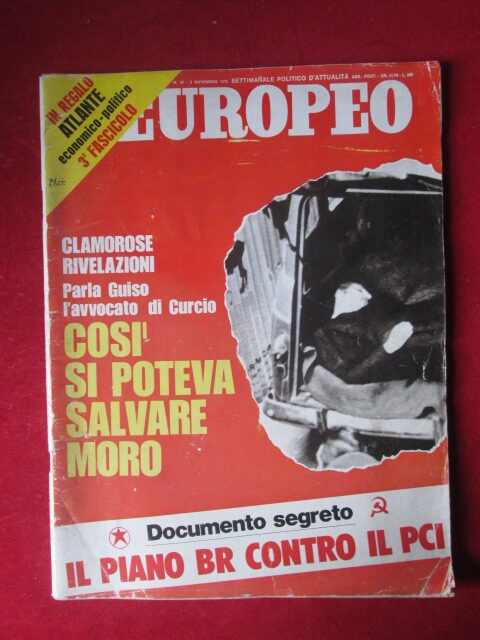 IN REGALO
ATLANTE
economico-politico
3° FASCICOLO
SETTIMANALE POLITICO D'ATTUALITÀ
EUROPEO
CLAMOROSE
RIVELAZIONI
Parla Guiso
l'avvocato di Curcio
COSI'
SI POTEVA
SALVARE
MORO
Documento segreto
IL PIANO BR CONTRO IL PCI